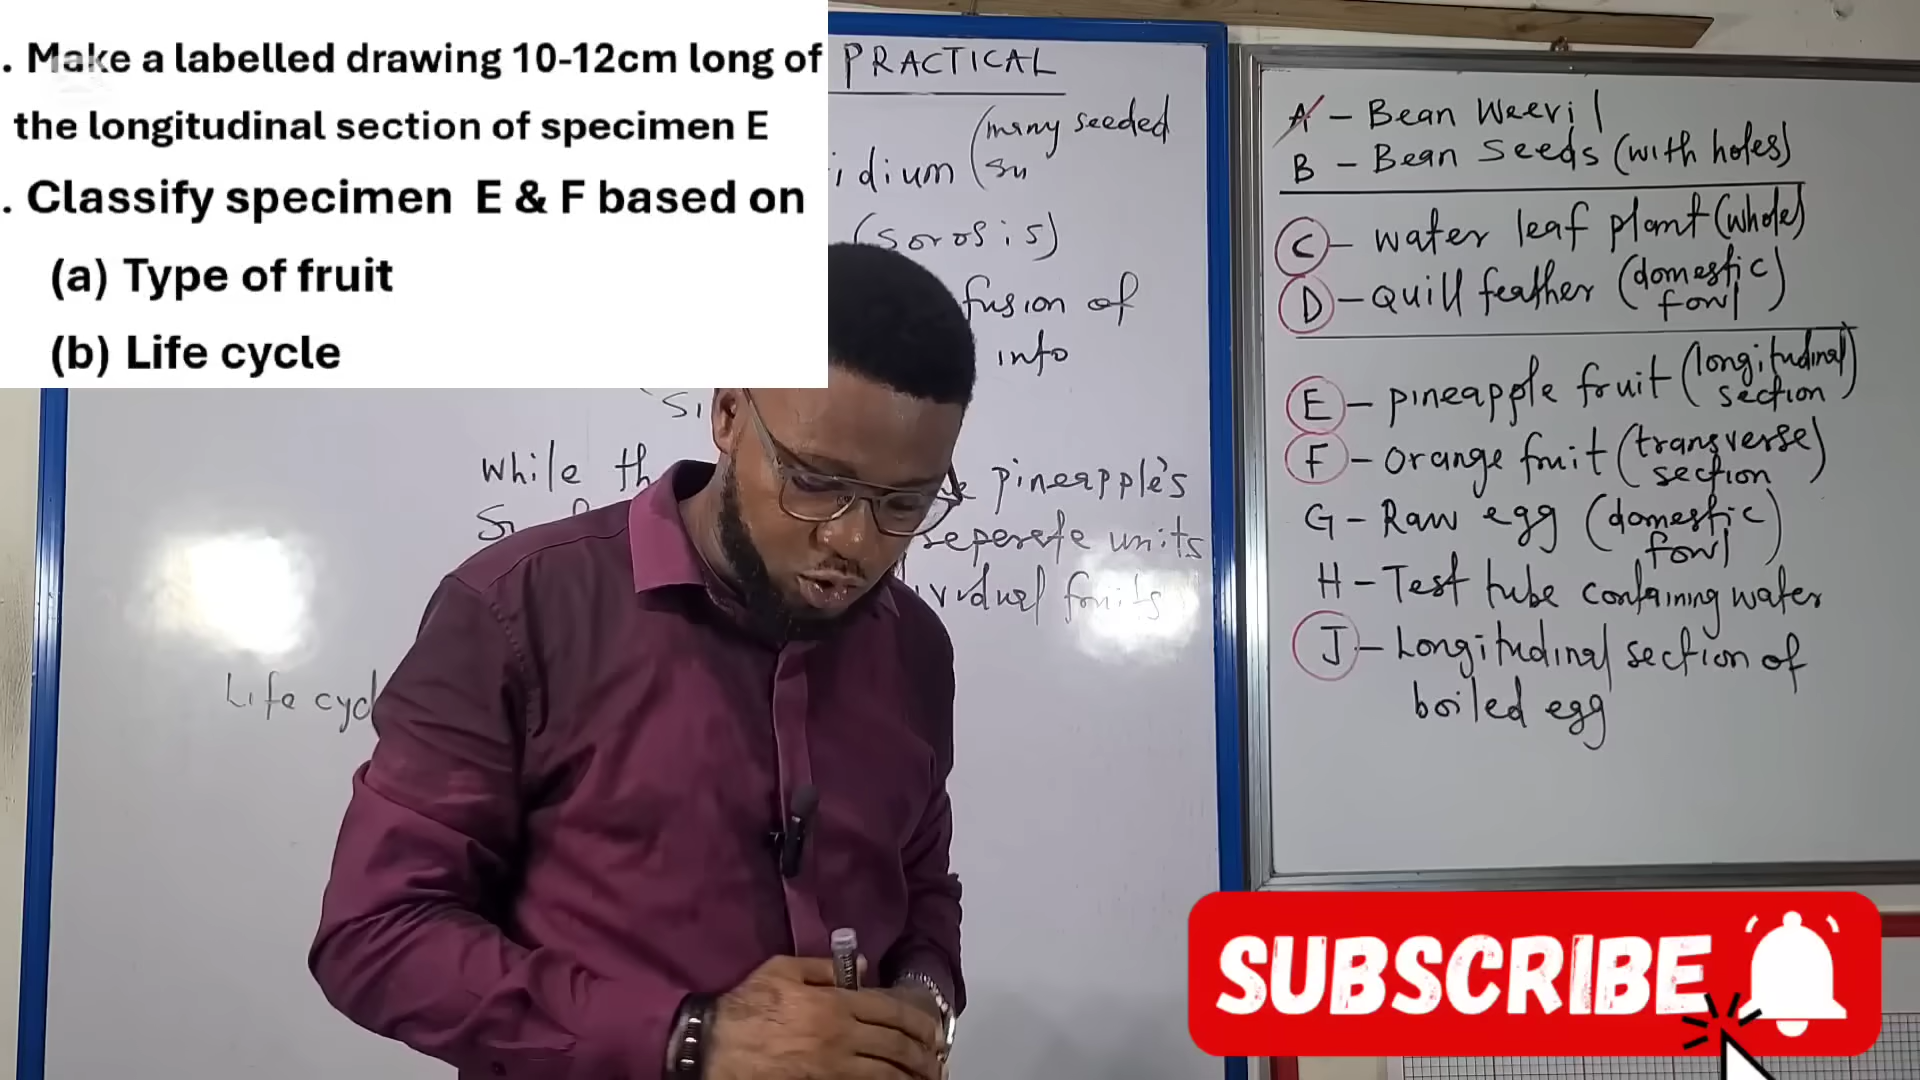 . Make a labelled drawing 10-12cm long of
the longitudinal section of specimen E
. Classify specimen E & F based on
(a) Type of fruit
(b) Life cycle
PRACTICAL
(many seeded
idium
(sorosis)
fusion of
info
while
pineapple's
seperate units
fruits
Life
A - Bean Weevil
B - Bean seeds (with holes)
C - water leaf plant (whole)
D - Quill feather (domestic fowl)
E - pineapple fruit (longitudinal section)
F - orange fruit (transverse section)
G - Raw egg (domestic fowl)
H - Test tube containing water
J - Longitudinal section of
boiled egg
SUBSCRIBE